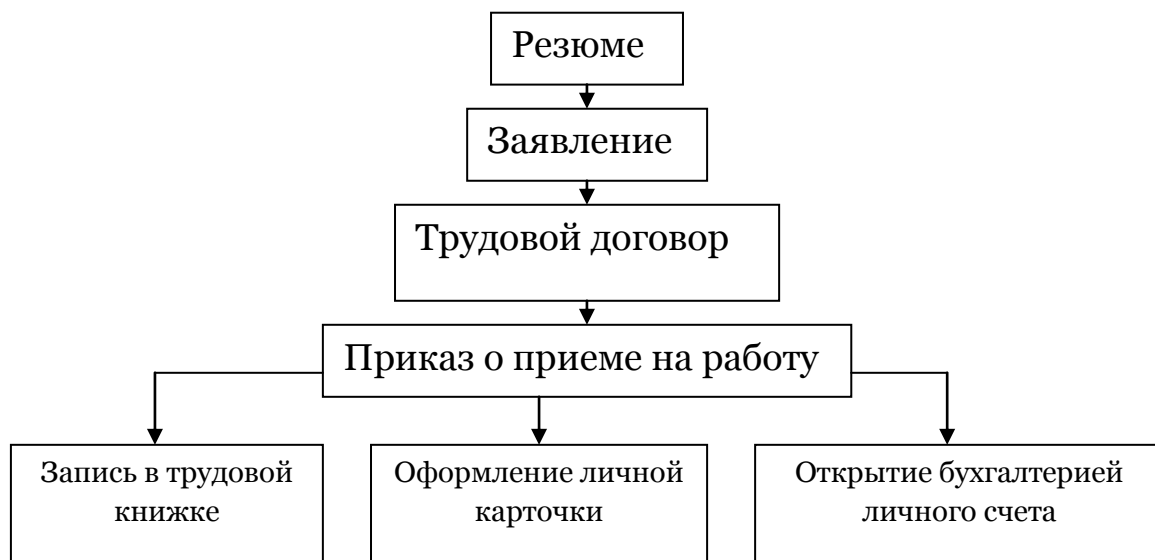 Резюме
Заявление
Трудовой договор
Приказ о приеме на работу
Запись в трудовой
книжке
Оформление личной
карточки
Открытие бухгалтерией
личного счета